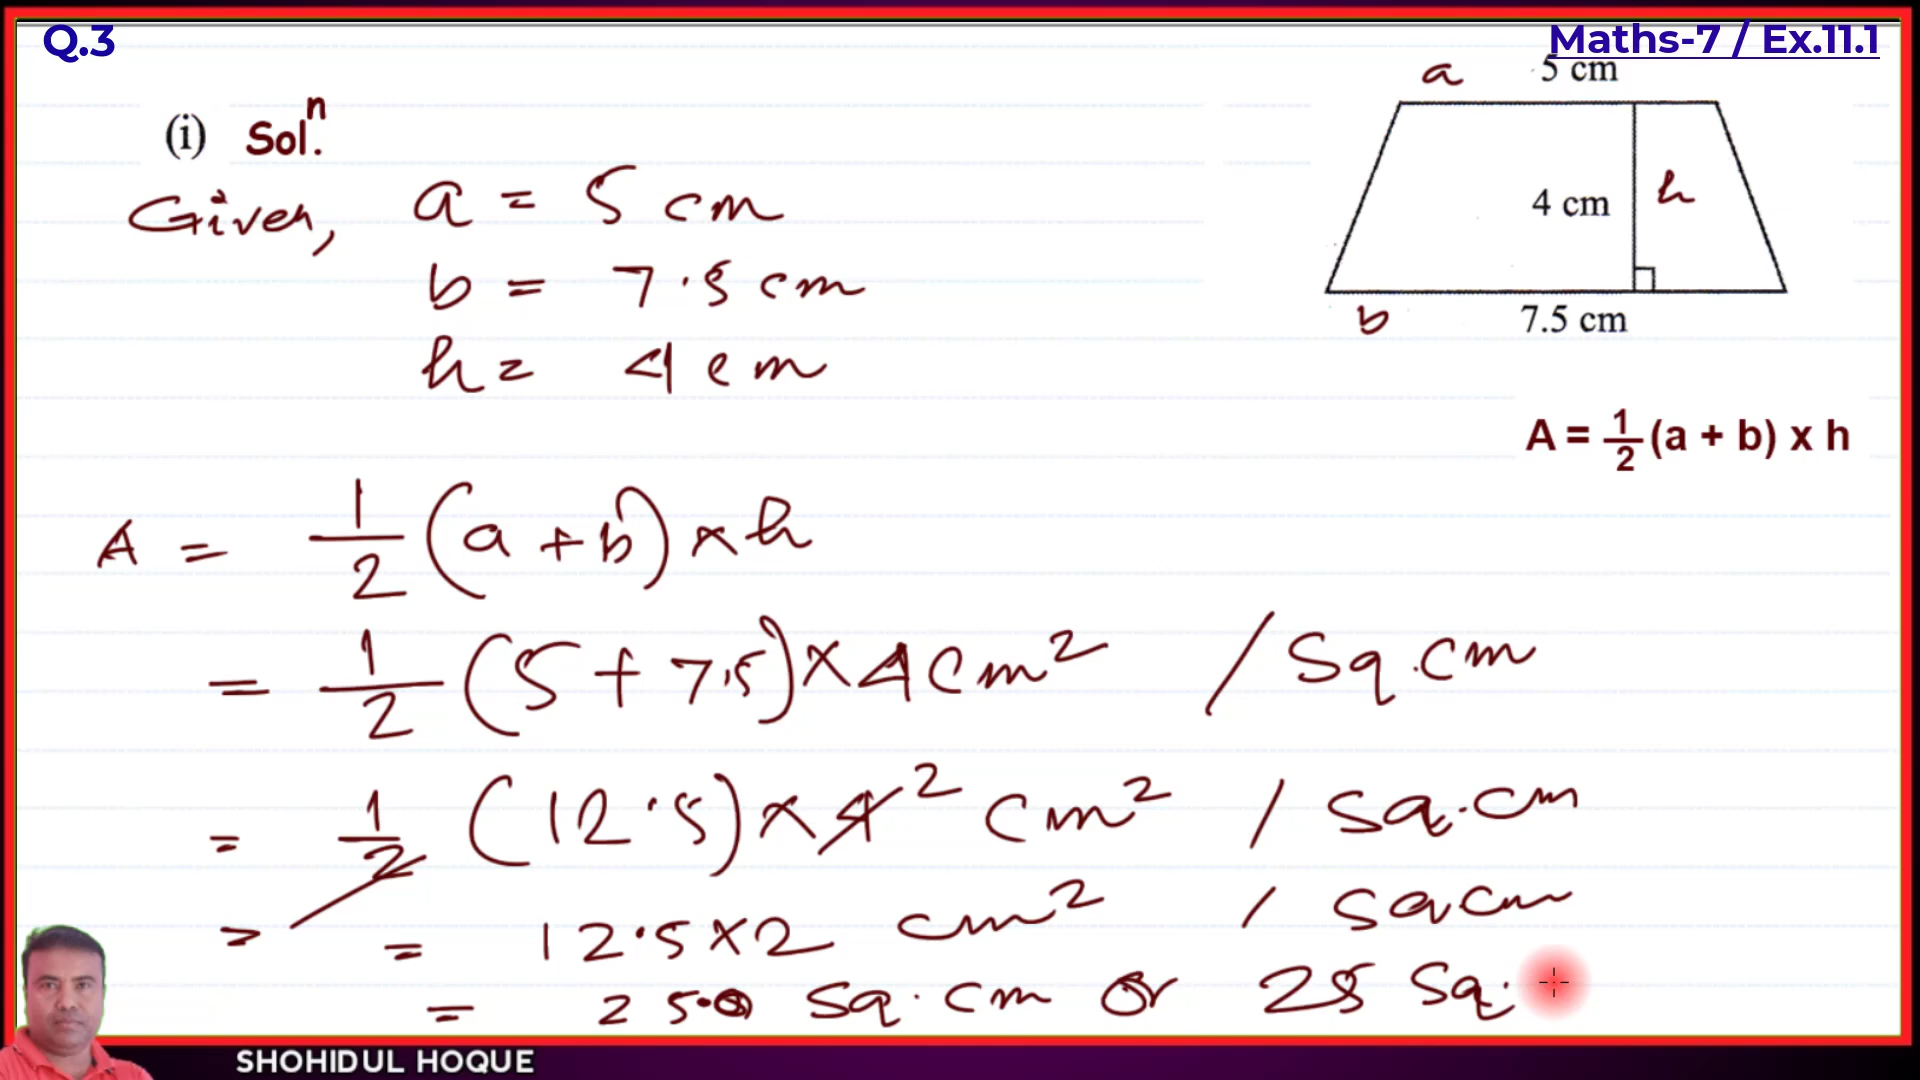 Q.3
Maths-7 / Ex.11.1
(i) Solⁿ.
Given, a = 5 cm
b = 7.5 cm
h = 4 cm
a 5 cm
4 cm h
b 7.5 cm
A = 1/2 (a + b) x h
A = 1/2 (a + b) × h
= 1/2 (5 + 7.5) × 4 cm² / Sq.cm
= 1/2 (12.5) × 4 2 cm² / Sq.cm
= = 12.5 × 2 cm² / Sq cm
= 25.0 Sq.cm or 25 Sq.
SHOHIDUL HOQUE